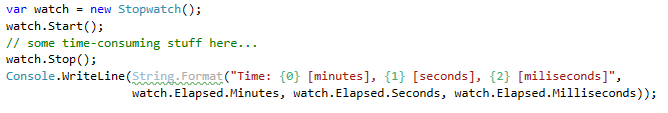 var watch = new Stopwatch();
watch.Start();
// some time-consuming stuff here...
watch.Stop();
Console.WriteLine(String.Format("Time: {0} [minutes], {1} [seconds], {2} [miliseconds]",
watch.Elapsed.Minutes, watch.Elapsed.Seconds, watch.Elapsed.Milliseconds));